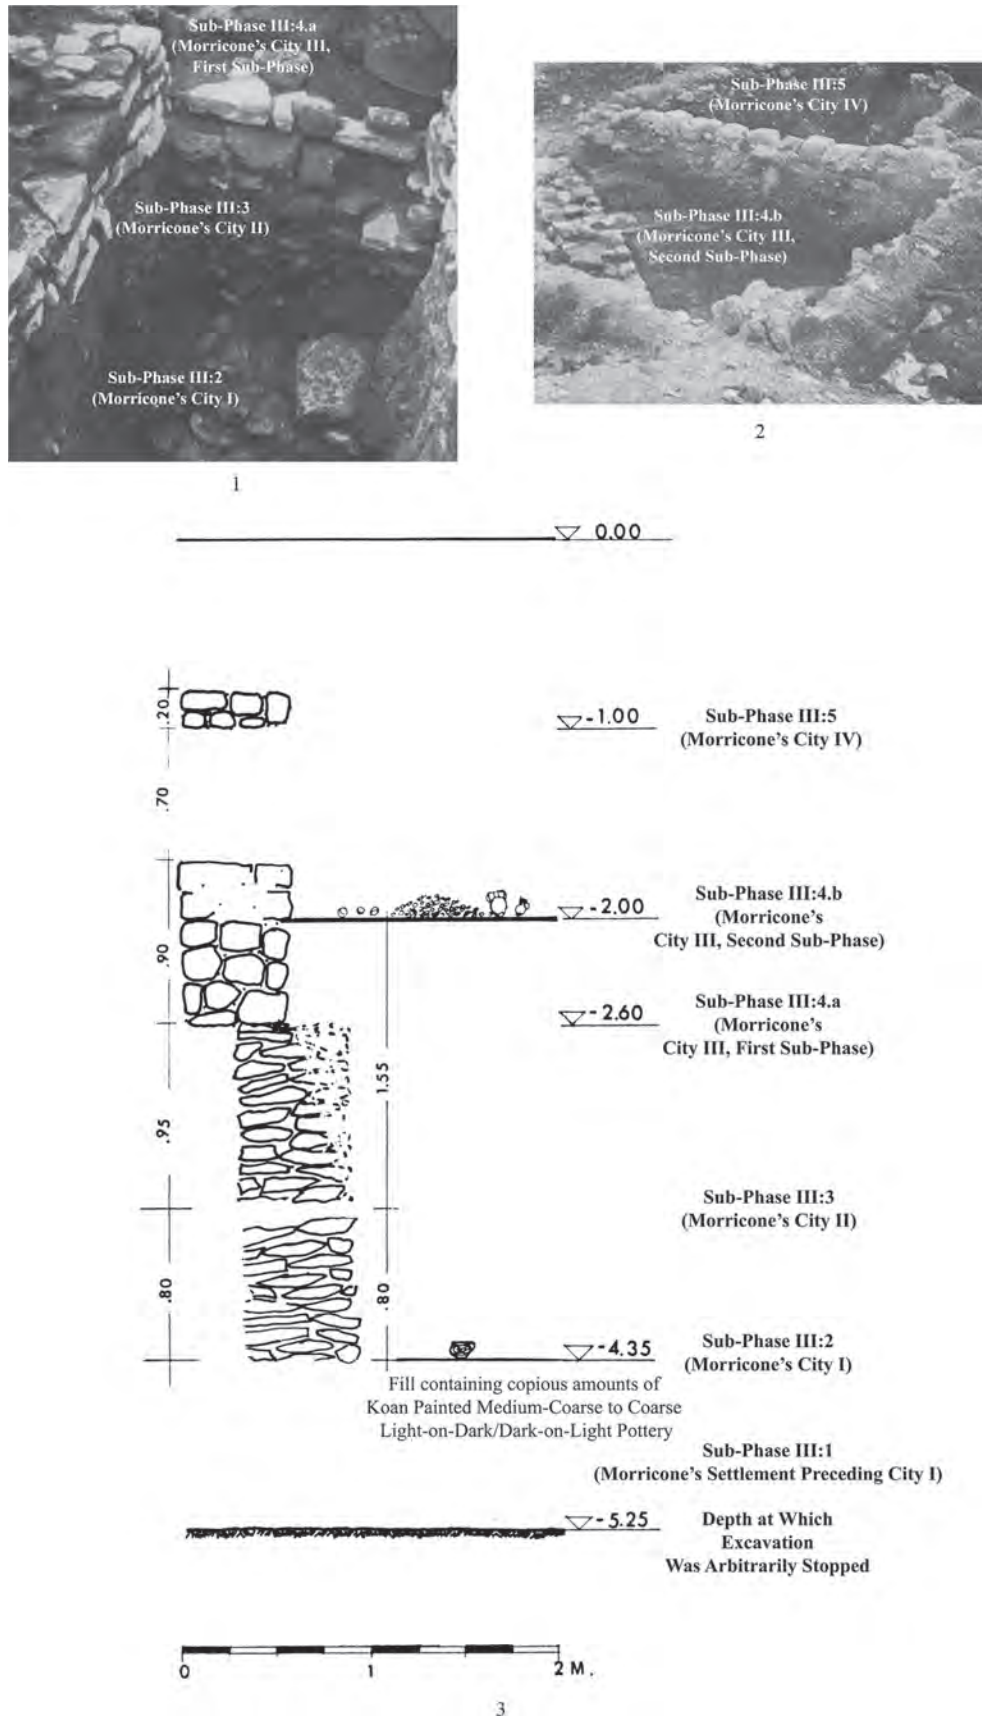 Sub-Phase III:4.a
(Morricone's City III,
First Sub-Phase)
Sub-Phase III:3
(Morricone's City II)
Sub-Phase III:2
(Morricone's City I)
1
Sub-Phase III:5
(Morricone's City IV)
Sub-Phase III:4.b
(Morricone's City III,
Second Sub-Phase)
2
0.00
.20
-1.00
Sub-Phase III:5
(Morricone's City IV)
.70
.90
-2.00
Sub-Phase III:4.b
(Morricone's
City III, Second Sub-Phase)
-2.60
Sub-Phase III:4.a
(Morricone's
City III, First Sub-Phase)
1.55
.95
Sub-Phase III:3
(Morricone's City II)
.80
.80
-4.35
Sub-Phase III:2
(Morricone's City I)
Fill containing copious amounts of
Koan Painted Medium-Coarse to Coarse
Light-on-Dark/Dark-on-Light Pottery
Sub-Phase III:1
(Morricone's Settlement Preceding City I)
-5.25
Depth at Which
Excavation
Was Arbitrarily Stopped
0 1 2 M.
3